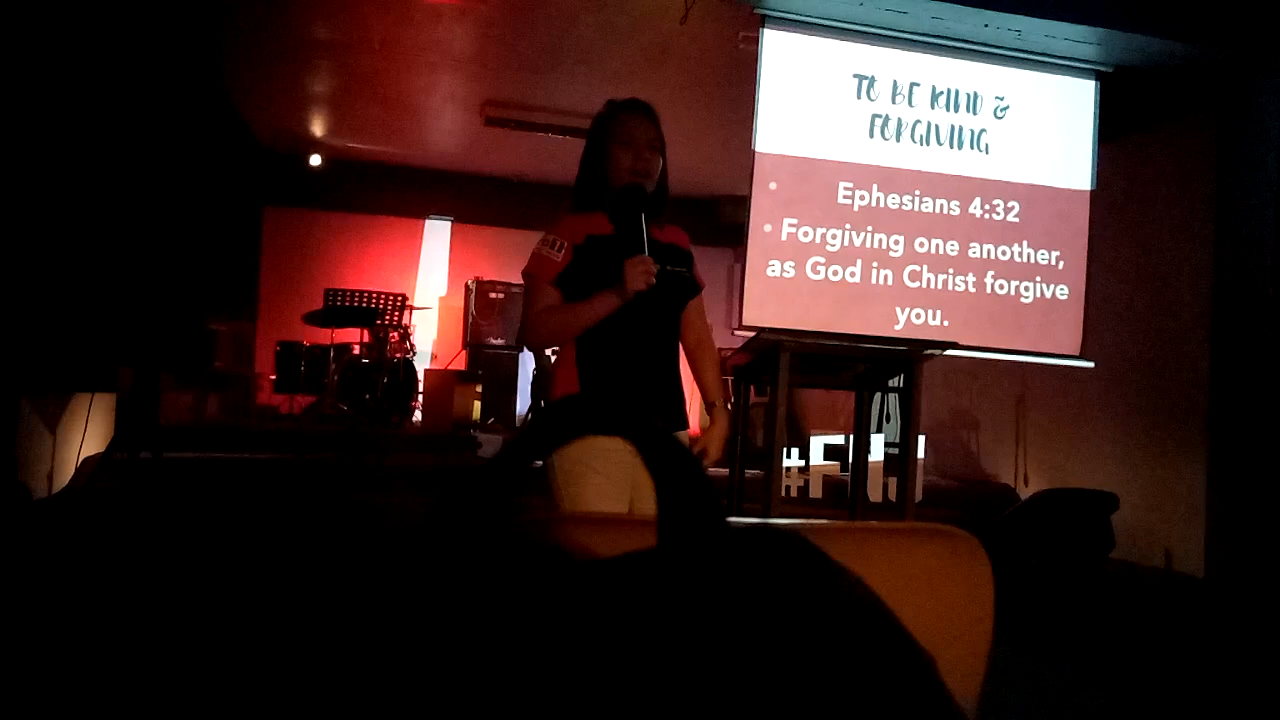 TO BE KIND &
FORGIVING
• Ephesians 4:32
• Forgiving one another,
as God in Christ forgive
you.